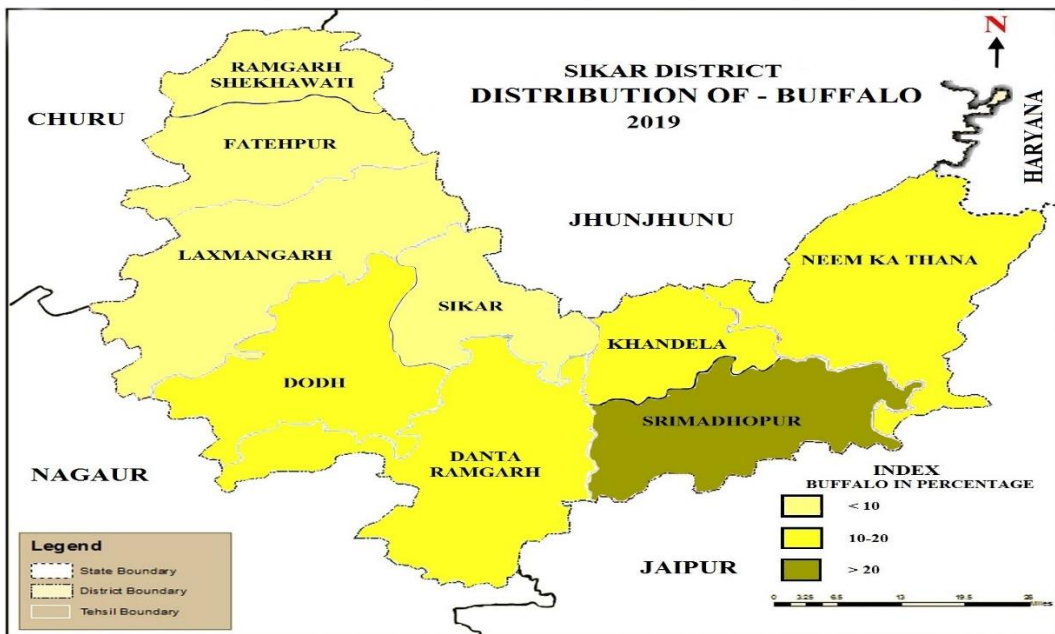 N
SIKAR DISTRICT
DISTRIBUTION OF - BUFFALO
2019
RAMGARH
SHEKHAWATI
CHURU
FATEHPUR
HARYANA
JHUNJHUNU
LAXMANGARH
NEEM KA THANA
SIKAR
KHANDELA
DODH
SRIMADHOPUR
DANTA
RAMGARH
NAGAUR
INDEX
BUFFALO IN PERCENTAGE
< 10
10-20
> 20
JAIPUR
Legend
State Boundary
District Boundary
Tehsil Boundary
0 3.25 6.5 13 19.5 26
Miles